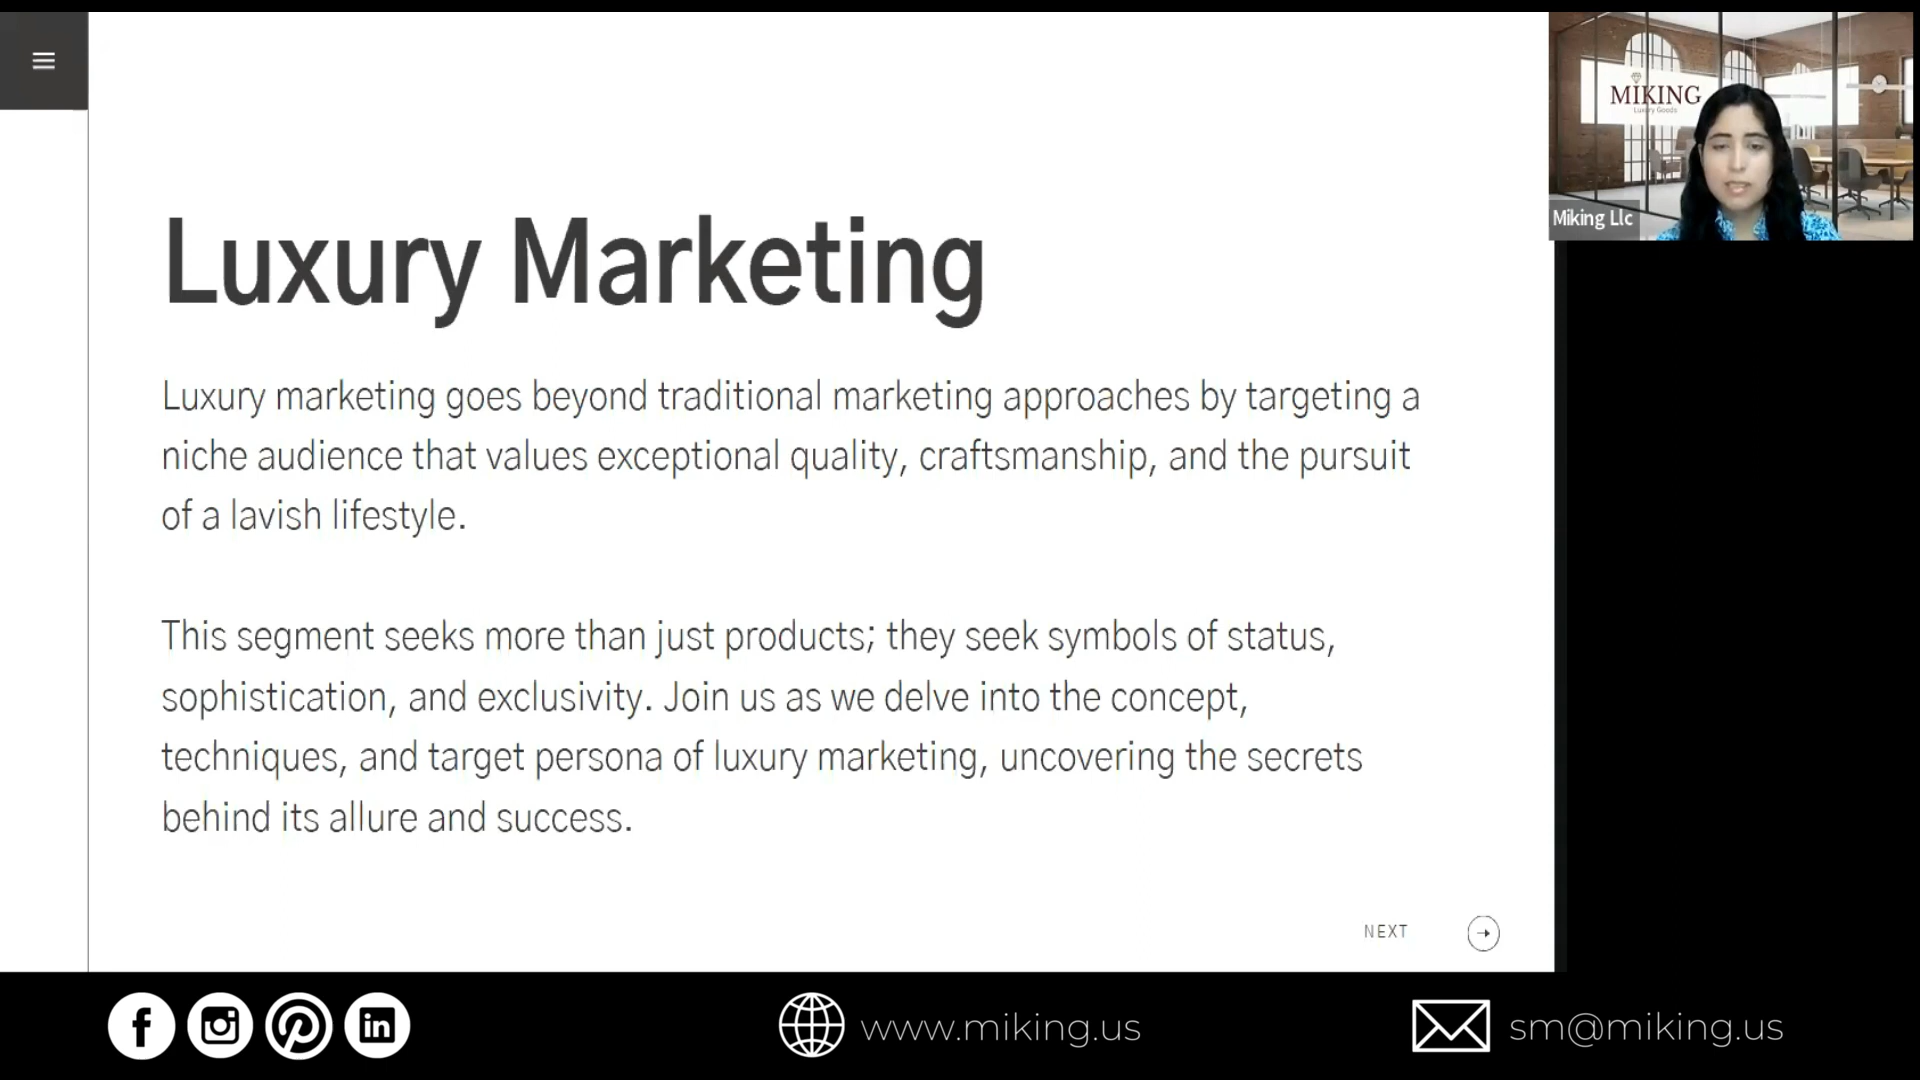 MIKING
Luxury Goods
Miking Llc
Luxury Marketing
Luxury marketing goes beyond traditional marketing approaches by targeting a
niche audience that values exceptional quality, craftsmanship, and the pursuit
of a lavish lifestyle.
This segment seeks more than just products; they seek symbols of status,
sophistication, and exclusivity. Join us as we delve into the concept,
techniques, and target persona of luxury marketing, uncovering the secrets
behind its allure and success.
NEXT
www.miking.us
sm@miking.us